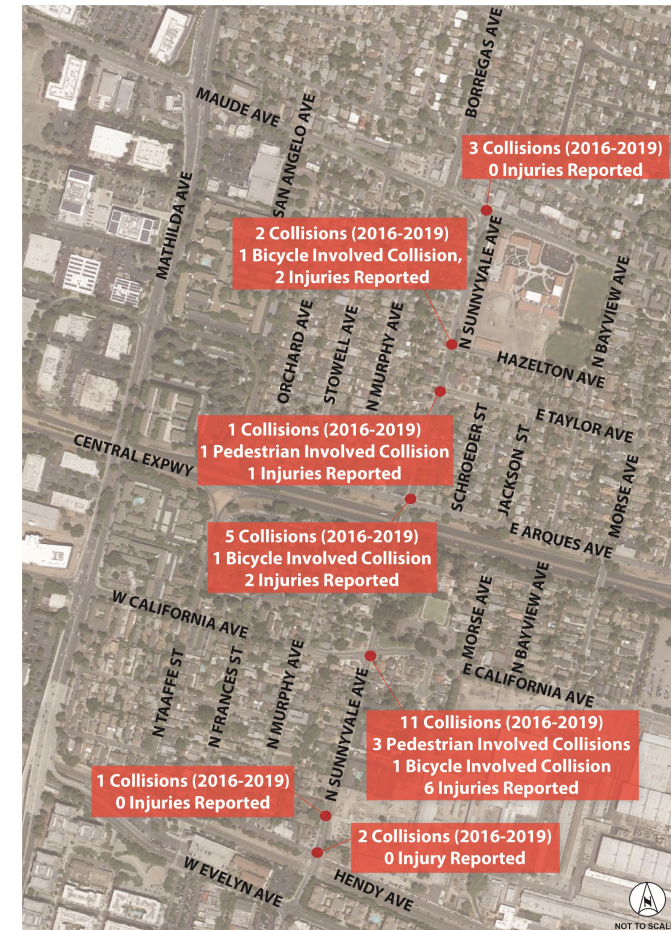 BORREGAS AVE
MAUDE AVE
SAN ANGELO AVE
3 Collisions (2016-2019)
0 Injuries Reported
MATHILDA AVE
2 Collisions (2016-2019)
1 Bicycle Involved Collision,
2 Injuries Reported
N SUNNYVALE AVE
N BAYVIEW AVE
ORCHARD AVE
STOWELL AVE
N MURPHY AVE
HAZELTON AVE
E TAYLOR AVE
1 Collisions (2016-2019)
1 Pedestrian Involved Collision
1 Injuries Reported
SCHROEDER ST
JACKSON ST
MORSE AVE
CENTRAL EXPWY
E ARQUES AVE
5 Collisions (2016-2019)
1 Bicycle Involved Collision
2 Injuries Reported
W CALIFORNIA AVE
MORSE AVE
N BAYVIEW AVE
E CALIFORNIA AVE
N TAAFFE ST
N FRANCES ST
N MURPHY AVE
N SUNNYVALE AVE
11 Collisions (2016-2019)
3 Pedestrian Involved Collisions
1 Bicycle Involved Collision
6 Injuries Reported
1 Collisions (2016-2019)
0 Injuries Reported
2 Collisions (2016-2019)
0 Injury Reported
W EVELYN AVE
HENDY AVE
N
NOT TO SCAL